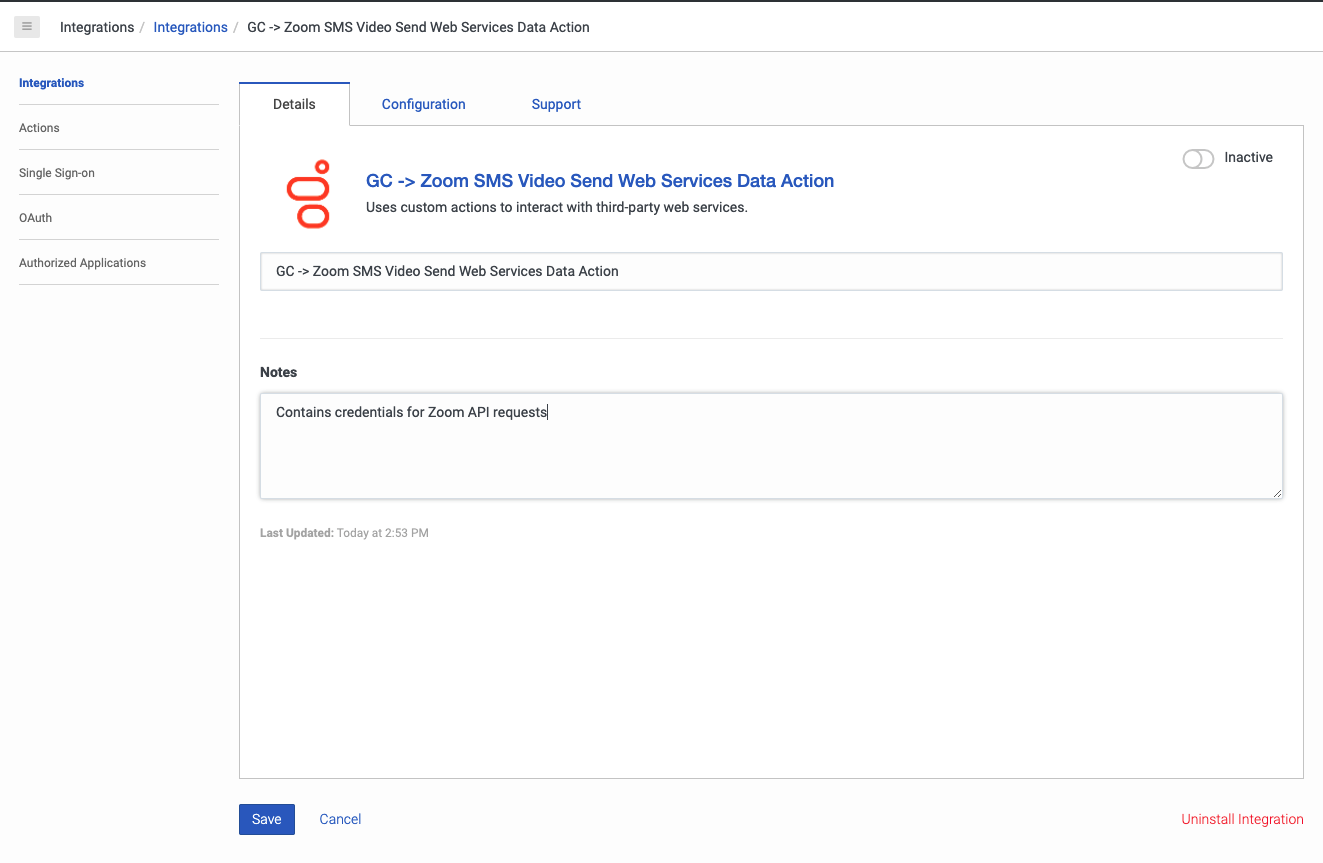 Integrations / Integrations / GC -> Zoom SMS Video Send Web Services Data Action
Integrations
Actions
Single Sign-on
OAuth
Authorized Applications
Details Configuration Support
Inactive
GC -> Zoom SMS Video Send Web Services Data Action
Uses custom actions to interact with third-party web services.
GC -> Zoom SMS Video Send Web Services Data Action
Notes
Contains credentials for Zoom API requests
Last Updated: Today at 2:53 PM
Save Cancel Uninstall Integration